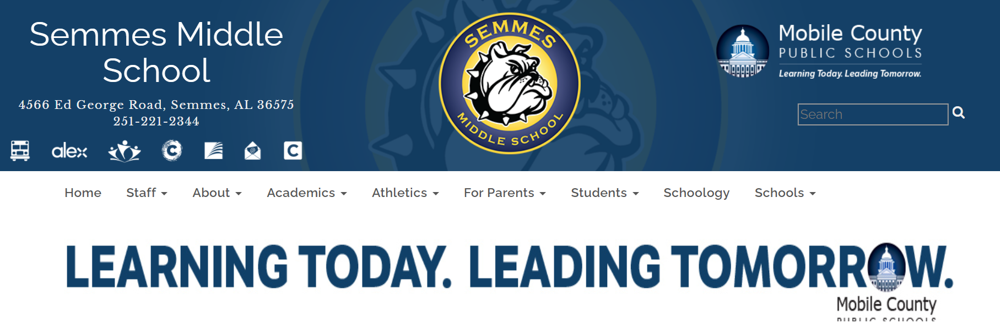 Semmes Middle
School
4566 Ed George Road, Semmes, AL 36575
251-221-2344
alex
C
C
SEMMES
MIDDLE SCHOOL
Mobile County
PUBLIC SCHOOLS
Learning Today. Leading Tomorrow.
Search
Home Staff About Academics Athletics For Parents Students Schoology Schools
LEARNING TODAY. LEADING TOMORROW.
Mobile County
PUBLIC SCHOOLS